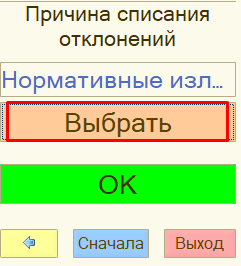 Причина списания
отклонений
Нормативные изл...
Выбрать
OK
Сначала Выход